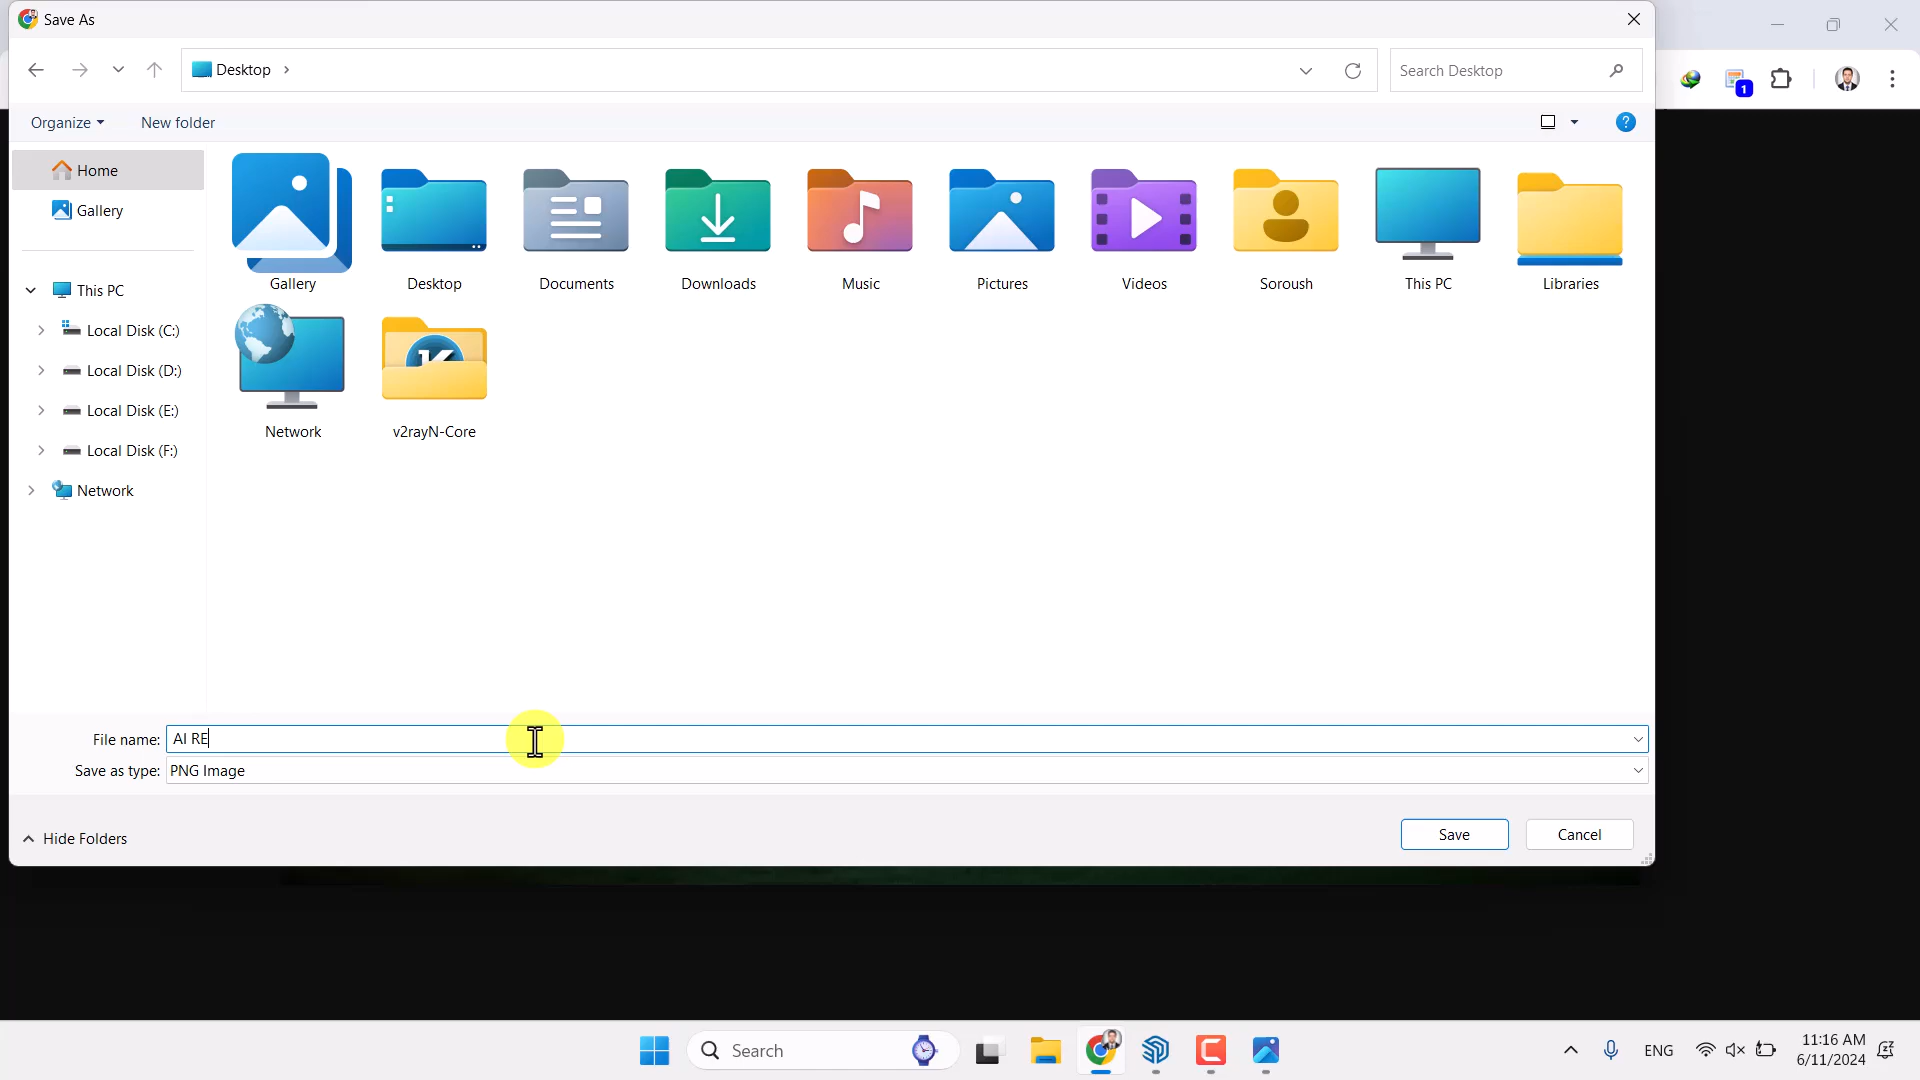 Save As
Desktop
Search Desktop
1
Organize
New folder
?
Home
Gallery
This PC
Local Disk (C:)
Local Disk (D:)
Local Disk (E:)
Local Disk (F:)
Network
Gallery
Desktop
Documents
Downloads
Music
Pictures
Videos
Soroush
This PC
Libraries
Network
v2rayN-Core
File name: AI RE
Save as type: PNG Image
Hide Folders
Save
Cancel
Search
ENG
11:16 AM
6/11/2024